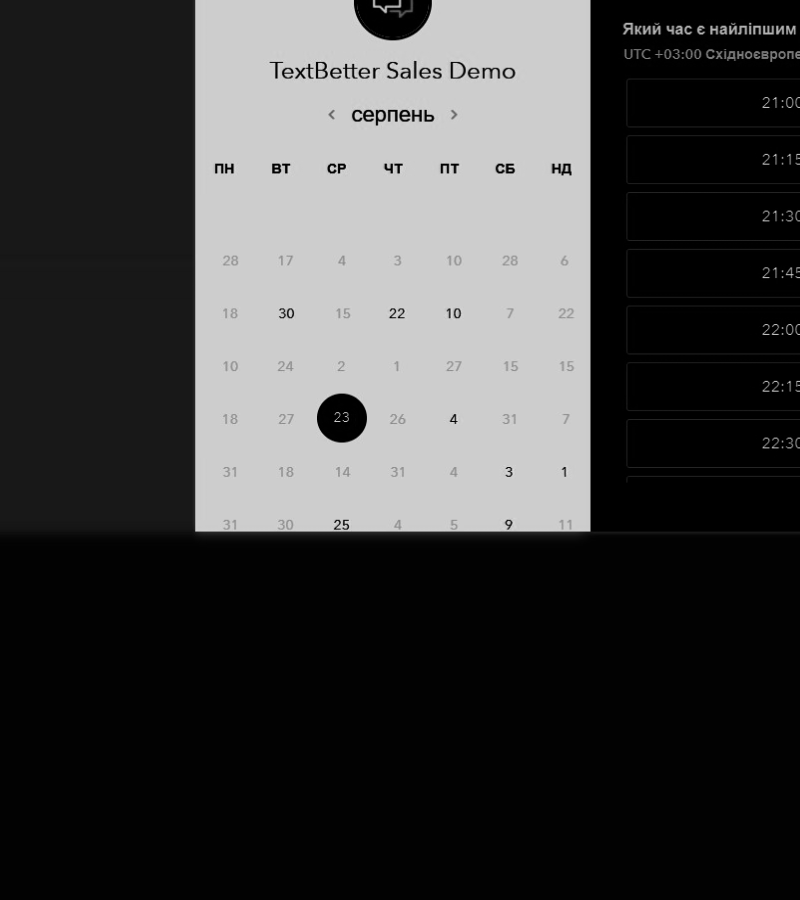 TextBetter Sales Demo
серпень
ПН ВТ СР ЧТ ПТ СБ НД
28 17 4 3 10 28 6
18 30 15 22 10 7 22
10 24 2 1 27 15 15
18 27 23 26 4 31 7
31 18 14 31 4 3 1
31 30 25 4 5 9 11
Який час є найліпшим
UTC +03:00 Східноєвропе
21:00
21:15
21:30
21:45
22:00
22:15
22:30